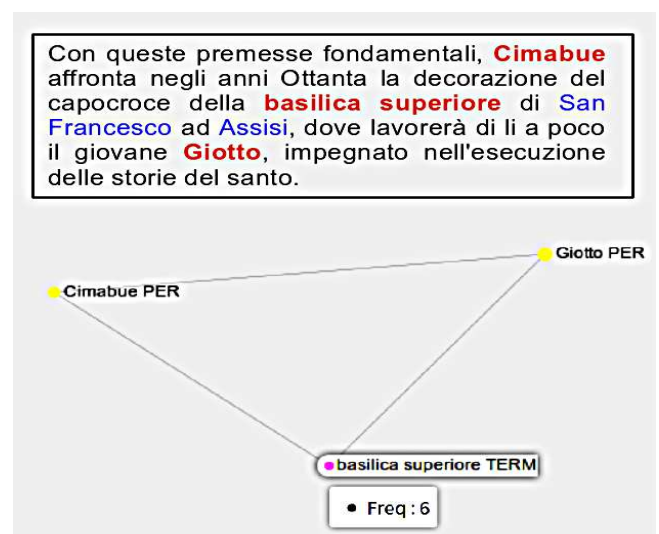 Con queste premesse fondamentali, Cimabue
affronta negli anni Ottanta la decorazione del
capocroce della basilica superiore di San
Francesco ad Assisi, dove lavorerà di li a poco
il giovane Giotto, impegnato nell'esecuzione
delle storie del santo.
Giotto PER
Cimabue PER
basilica superiore TERM
Freq : 6